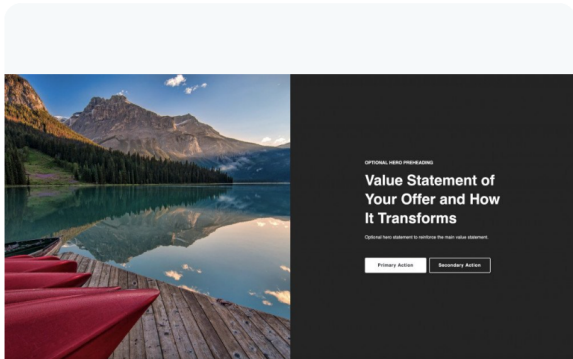 OPTIONAL HERO PREHEADING
Value Statement of
Your Offer and How
It Transforms
Optional hero statement to reinforce the main value statement.
Primary Action
Secondary Action